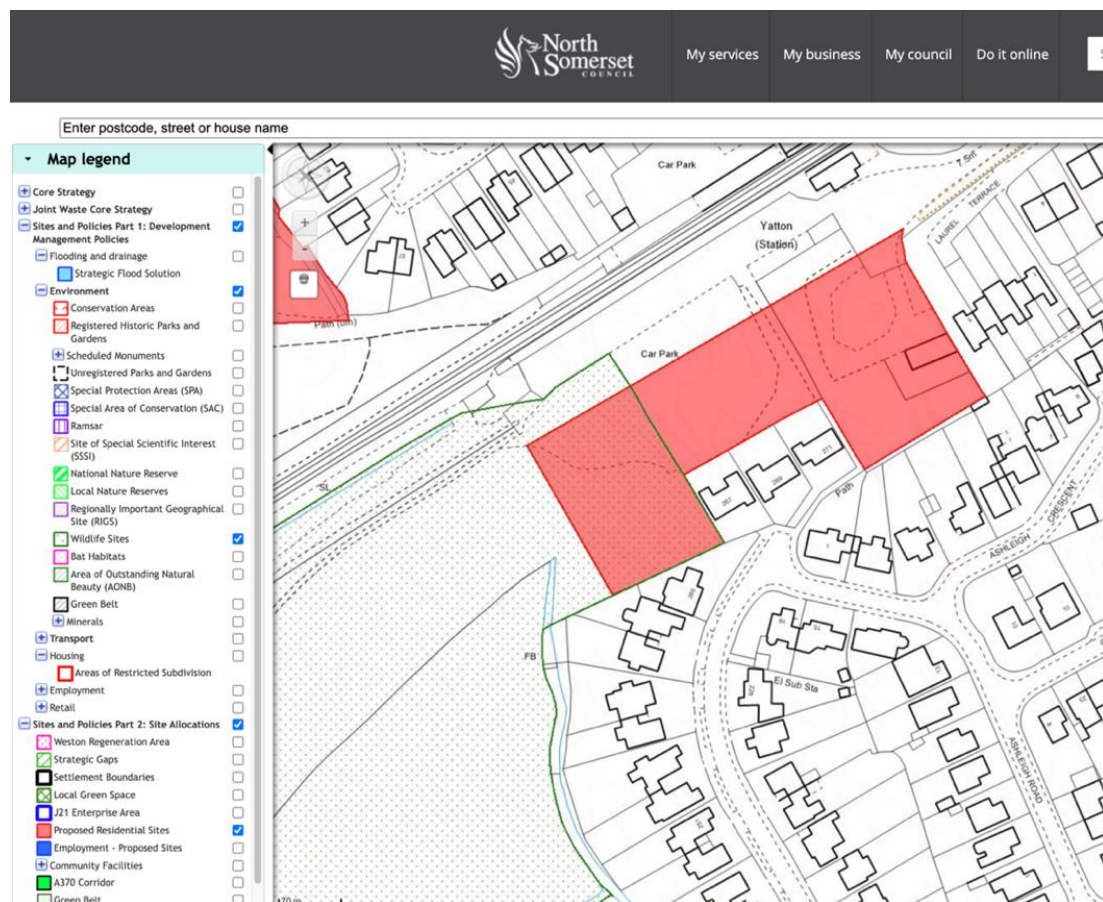 North
Somerset
COUNCIL
My services
My business
My council
Do it online
Enter postcode, street or house name
Map legend
Core Strategy
Joint Waste Core Strategy
Sites and Policies Part 1: Development
Management Policies
Flooding and drainage
Strategic Flood Solution
Environment
Conservation Areas
Registered Historic Parks and
Gardens
Scheduled Monuments
Unregistered Parks and Gardens
Special Protection Areas (SPA)
Special Area of Conservation (SAC)
Ramsar
Site of Special Scientific Interest
(SSSI)
National Nature Reserve
Local Nature Reserves
Regionally Important Geographical
Site (RIGS)
Wildlife Sites
Bat Habitats
Area of Outstanding Natural
Beauty (AONB)
Green Belt
Minerals
Transport
Housing
Areas of Restricted Subdivision
Employment
Retail
Sites and Policies Part 2: Site Allocations
Weston Regeneration Area
Strategic Gaps
Settlement Boundaries
Local Green Space
J21 Enterprise Area
Proposed Residential Sites
Employment - Proposed Sites
Community Facilities
A370 Corridor
Green Belt
Car Park
7.5m
LAUREL TERRACE
Yatton
(Station)
Path (um)
Car Park
SL
267
269
271
Path
ASHLEIGH CRESCENT
265
FB
El Sub Sta
ASHLEIGH ROAD